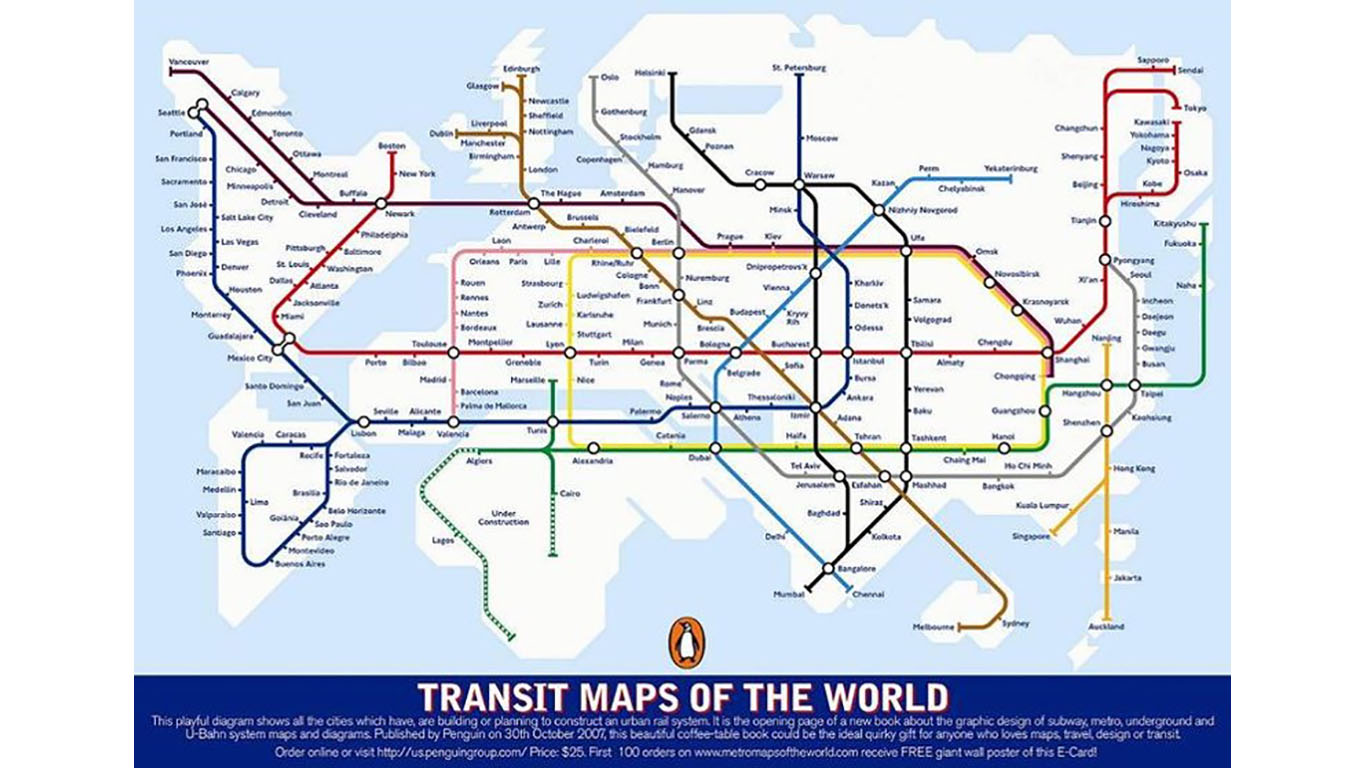 Vancouver
Calgary
Edmonton
Toronto
Ottawa
Montreal
Seattle
Portland
San Francisco
Sacramento
San José
Los Angeles
San Diego
Phoenix
Salt Lake City
Las Vegas
Denver
Houston
Monterrey
Guadalajara
Mexico City
Chicago
Minneapolis
Detroit
Cleveland
Buffalo
Boston
New York
Newark
Philadelphia
Pittsburgh
Baltimore
St. Louis
Washington
Dallas
Atlanta
Jacksonville
Miami
Santo Domingo
San Juan
Valencia
Caracas
Maracaibo
Medellin
Lima
Valparaiso
Santiago
Recife
Fortaleza
Salvador
Rio de Janeiro
Brasilia
Belo Horizonte
Goiânia
Sao Paulo
Porto Alegre
Montevideo
Buenos Aires
Edinburgh
Glasgow
Newcastle
Sheffield
Nottingham
Liverpool
Dublin
Manchester
Birmingham
London
The Hague
Amsterdam
Rotterdam
Antwerp
Brussels
Bielefeld
Charleroi
Laon
Orleans
Paris
Lille
Rhine/Ruhr
Cologne
Bonn
Frankfurt
Berlin
Rouen
Rennes
Nantes
Bordeaux
Toulouse
Montpellier
Strasbourg
Zurich
Lausanne
Lyon
Ludwigshafen
Karlsruhe
Stuttgart
Nice
Porto
Bilbao
Grenoble
Turin
Milan
Genoa
Parma
Madrid
Barcelona
Palma de Mallorca
Marseille
Seville
Alicante
Lisbon
Malaga
Valencia
Tunis
Palermo
Algiers
Cairo
Alexandria
Lagos
Under
Construction
Oslo
Gothenburg
Stockholm
Copenhagen
Hamburg
Hanover
Nuremburg
Munich
Linz
Brescia
Bologna
Rome
Naples
Salerno
Catania
Helsinki
Gdansk
Poznan
Cracow
Warsaw
St. Petersburg
Moscow
Minsk
Prague
Kiev
Kazan
Perm
Chelyabinsk
Yekaterinburg
Nizhniy Novgorod
Ufa
Omsk
Novosibirsk
Krasnoyarsk
Dnipropetrovs'k
Vienna
Budapest
Kryvy
Rih
Kharkiv
Donets'k
Odessa
Bucharest
Istanbul
Belgrade
Sofia
Bursa
Ankara
Thessaloniki
Athens
Izmir
Adana
Samara
Volgograd
Tbilisi
Almaty
Yerevan
Baku
Tashkent
Haifa
Tehran
Dubai
Tel Aviv
Jerusalem
Esfahan
Mashhad
Shiraz
Baghdad
Kolkata
Delhi
Bangalore
Mumbai
Chennai
Melbourne
Sydney
Chengdu
Chongqing
Shanghai
Wuhan
Nanjing
Guangzhou
Hanoi
Chaing Mai
Ho Chi Minh
Bangkok
Hangzhou
Shenzhen
Taipei
Kaohsiung
Hong Kong
Kuala Lumpur
Singapore
Manila
Jakarta
Auckland
Sapporo
Sendai
Tokyo
Kawasaki
Yokohama
Nagoya
Kyoto
Osaka
Kobe
Hiroshima
Changchun
Shenyang
Beijing
Tianjin
Pyongyang
Xi'an
Seoul
Incheon
Daejeon
Daegu
Gwangju
Busan
Kitakyushu
Fukuoka
Naha
TRANSIT MAPS OF THE WORLD
This playful diagram shows all the cities which have, are building or planning to construct an urban rail system. It is the opening page of a new book about the graphic design of subway, metro, underground and
U-Bahn system maps and diagrams. Published by Penguin on 30th October 2007, this beautiful coffee-table book could be the ideal quirky gift for anyone who loves maps, travel, design or transit.
Order online or visit http://us.penguingroup.com/ Price: $25. First 100 orders on www.metromapsoftheworld.com receive FREE giant wall poster of this E-Card!